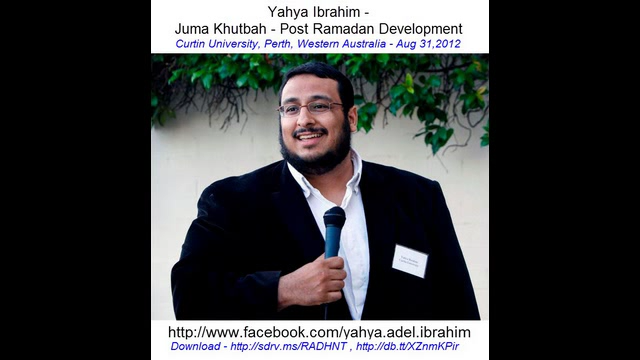 Yahya Ibrahim -
Juma Khutbah - Post Ramadan Development
Curtin University, Perth, Western Australia - Aug 31,2012
http://www.facebook.com/yahya.adel.ibrahim
Download - http://sdrv.ms/RADHNT , http://db.tt/XZnmKPir